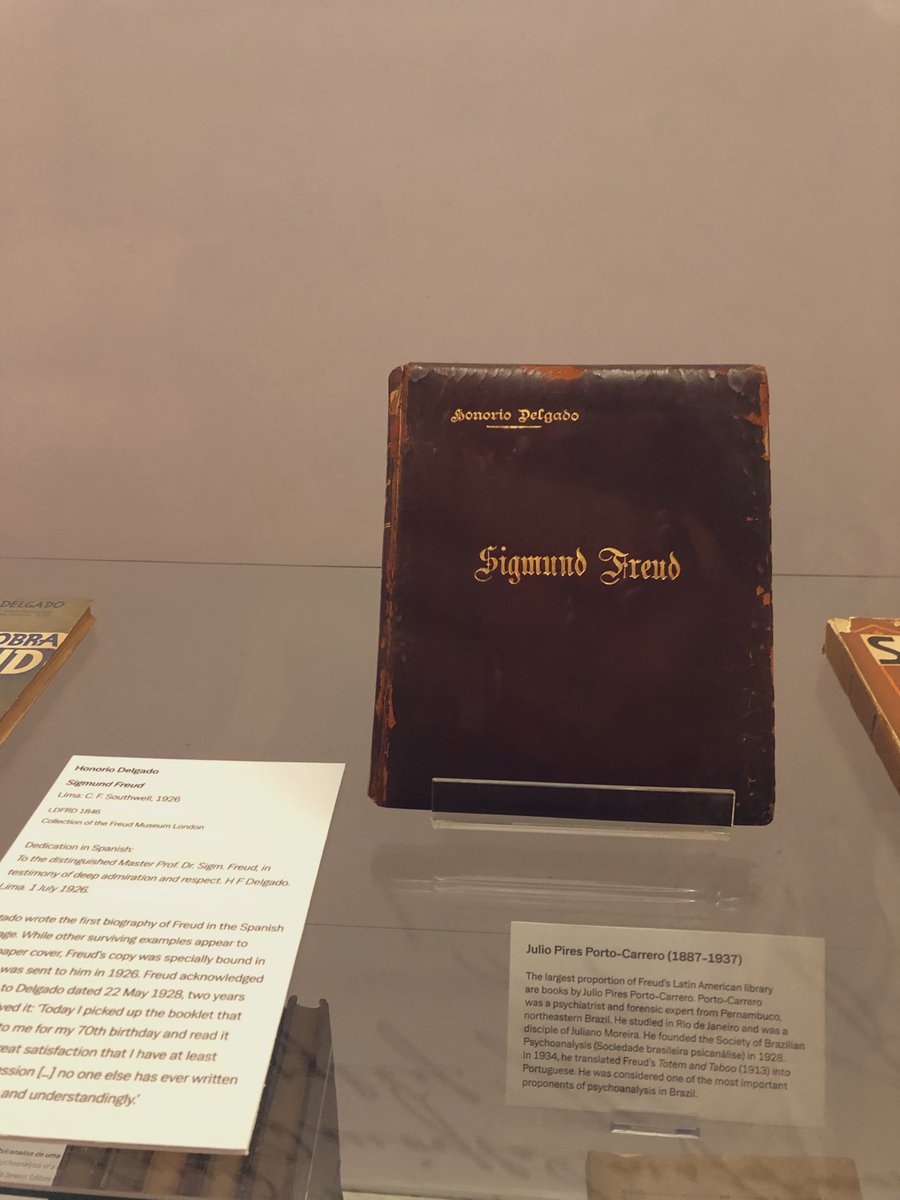 Honorio Delgado
Sigmund Freud
DELGADO
OBRA
Honorio Delgado
Sigmund Freud
Lima: C. F. Southwell, 1926
LDFRD 1846
Collection of the Freud Museum London
Dedication in Spanish:
To the distinguished Master Prof. Dr. Sigm. Freud, in
testimony of deep admiration and respect. H F Delgado.
Lima. 1 July 1926.
wrote the first biography of Freud in the Spanish
While other surviving examples appear to
paper cover, Freud's copy was specially bound in
was sent to him in 1926. Freud acknowledged
to Delgado dated 22 May 1928, two years
it: 'Today I picked up the booklet that
to me for my 70th birthday and read it
satisfaction that I have at least
[...] no one else has ever written
and understandingly.'
Julio Pires Porto-Carrero (1887-1937)
The largest proportion of Freud's Latin American library
are books by Julio Pires Porto-Carrero. Porto-Carrero
was a psychiatrist and forensic expert from Pernambuco,
northeastern Brazil. He studied in Rio de Janeiro and was a
disciple of Juliano Moreira. He founded the Society of Brazilian
Psychoanalysis (Sociedade brasileira psicanálise) in 1928.
In 1934, he translated Freud's Totem and Taboo (1913) into
Portuguese. He was considered one of the most important
proponents of psychoanalysis in Brazil.
de uma